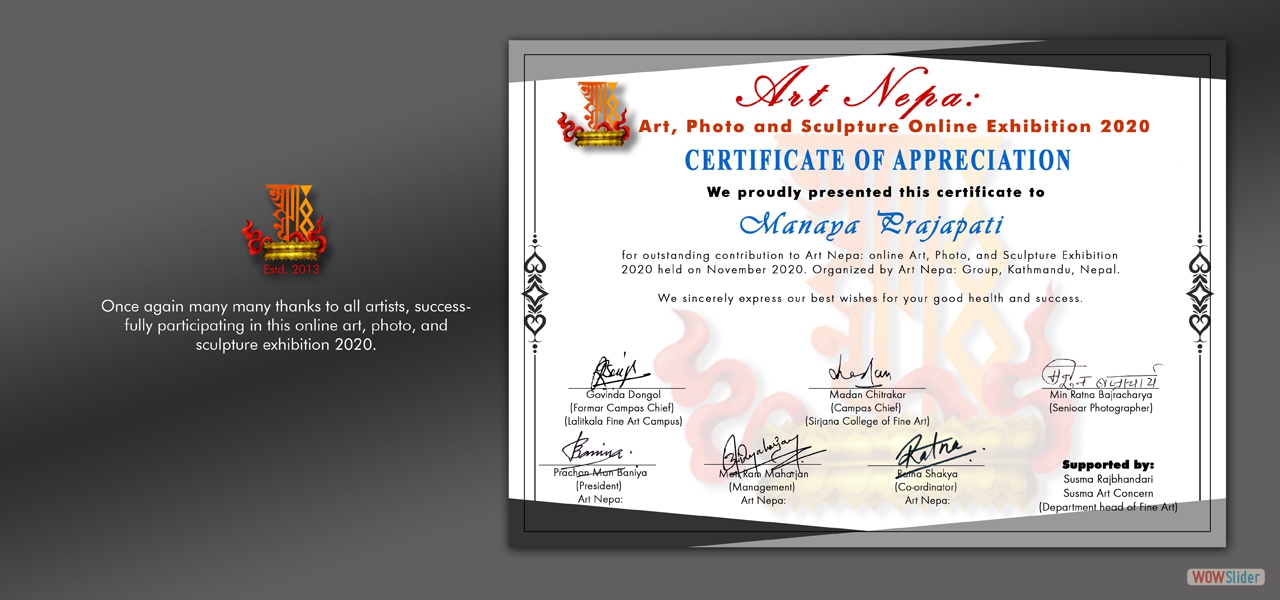 Estd. 2013
Once again many many thanks to all artists, success-
fully participating in this online art, photo, and
sculpture exhibition 2020.
Art Nepa:
Art, Photo and Sculpture Online Exhibition 2020
CERTIFICATE OF APPRECIATION
We proudly presented this certificate to
Manaya Prajapati
for outstanding contribution to Art Nepa: online Art, Photo, and Sculpture Exhibition
2020 held on November 2020. Organized by Art Nepa: Group, Kathmandu, Nepal.
We sincerely express our best wishes for your good health and success.
Govinda Dongol
(Formar Campas Chief)
(Lalitkala Fine Art Campus)
Madan Chitrakar
(Campas Chief)
(Sirjana College of Fine Art)
Min Ratna Bajracharya
(Senioar Photographer)
Prachan Man Baniya
(President)
Art Nepa:
Ram Maharjan
(Management)
Art Nepa:
Ratna
Ratna Shakya
(Co-ordinator)
Art Nepa:
Supported by:
Susma Rajbhandari
Susma Art Concern
(Department head of Fine Art)
WOWSlider